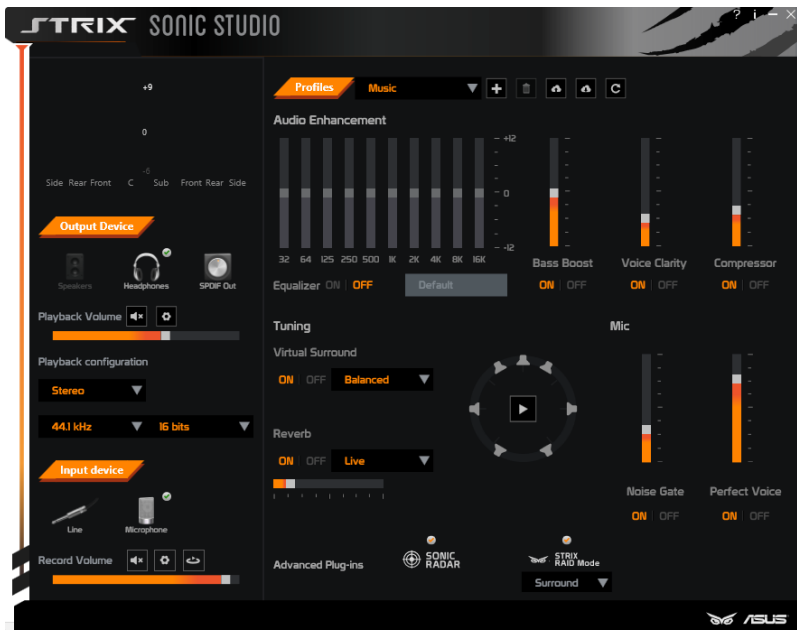 STRIX SONIC STUDIO
? i − ×
+9
0
-6
Side Rear Front C Sub Front Rear Side
Output Device
Speakers Headphones SPDIF Out
Playback Volume
Playback configuration
Stereo
44.1 kHz 16 bits
Input device
Line Microphone
Record Volume
Profiles Music
Audio Enhancement
+12
0
-12
32 64 125 250 500 1K 2K 4K 8K 16K
Equalizer ON | OFF Default
Bass Boost Voice Clarity Compressor
ON | OFF ON | OFF ON | OFF
Tuning
Virtual Surround
ON | OFF Balanced
Reverb
ON | OFF Live
Mic
Noise Gate Perfect Voice
ON | OFF ON | OFF
Advanced Plug-ins
SONIC
RADAR
STRIX
RAID Mode
Surround
ASUS